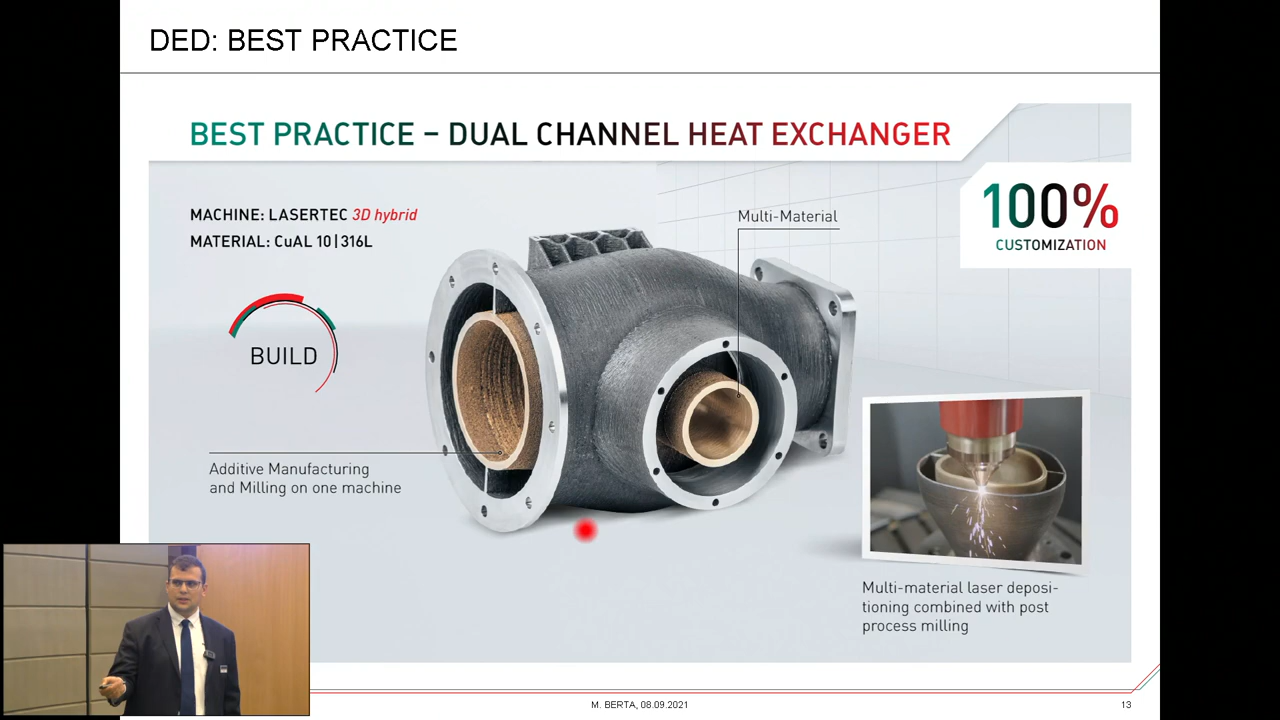 DED: BEST PRACTICE
BEST PRACTICE – DUAL CHANNEL HEAT EXCHANGER
100%
CUSTOMIZATION
MACHINE: LASERTEC 3D hybrid
MATERIAL: CuAL 10|316L
Multi-Material
BUILD
Additive Manufacturing
and Milling on one machine
Multi-material laser deposi-
tioning combined with post
process milling
M. BERTA, 08.09.2021
13